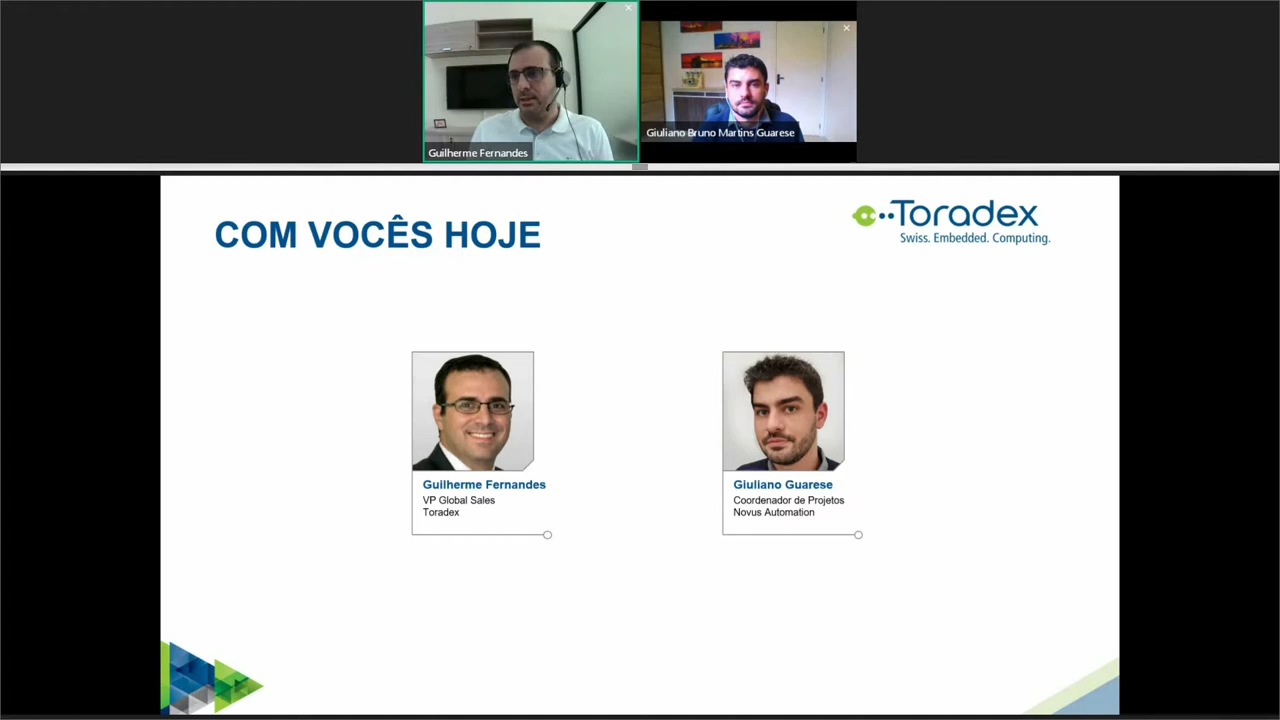 Guilherme Fernandes
Giuliano Bruno Martins Guarese
COM VOCÊS HOJE
Toradex
Swiss. Embedded. Computing.
Guilherme Fernandes
VP Global Sales
Toradex
Giuliano Guarese
Coordenador de Projetos
Novus Automation